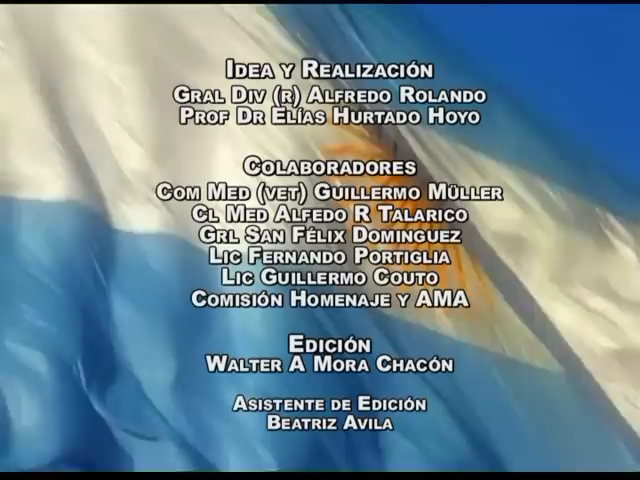 Idea y Realización
Gral Div (r) Alfredo Rolando
Prof Dr Elías Hurtado Hoyo
Colaboradores
Com Med (vet) Guillermo Müller
Cl Med Alfedo R Talarico
Grl San Félix Dominguez
Lic Fernando Portiglia
Lic Guillermo Couto
Comisión Homenaje y AMA
Edición
Walter A Mora Chacón
Asistente de Edición
Beatriz Avila